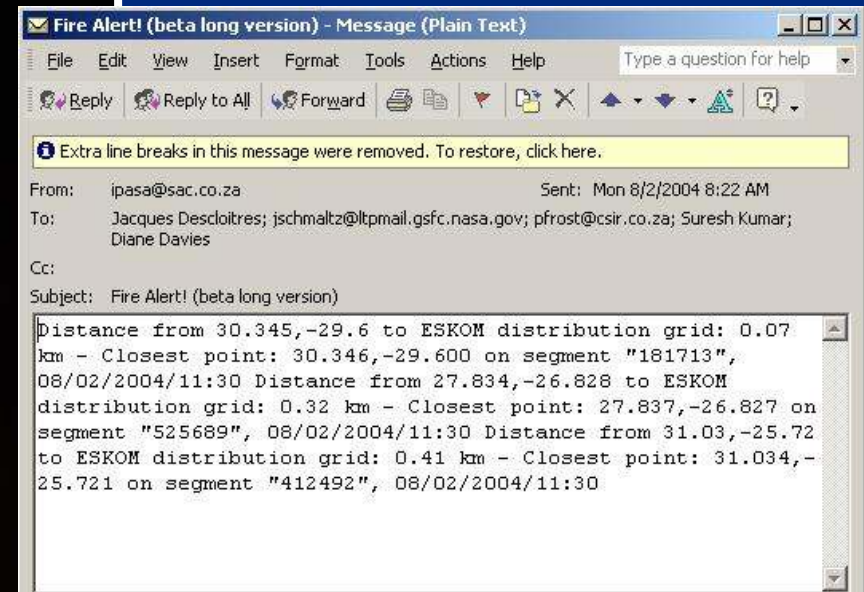 Fire Alert! (beta long version) - Message (Plain Text)
File Edit View Insert Format Tools Actions Help Type a question for help
Reply Reply to All Forward
Extra line breaks in this message were removed. To restore, click here.
From: ipasa@sac.co.za Sent: Mon 8/2/2004 8:22 AM
To: Jacques Descloitres; jschmaltz@ltpmail.gsfc.nasa.gov; pfrost@csir.co.za; Suresh Kumar;
Diane Davies
Cc:
Subject: Fire Alert! (beta long version)
Distance from 30.345,-29.6 to ESKOM distribution grid: 0.07
km - Closest point: 30.346,-29.600 on segment "181713",
08/02/2004/11:30 Distance from 27.834,-26.828 to ESKOM
distribution grid: 0.32 km - Closest point: 27.837,-26.827 on
segment "525689", 08/02/2004/11:30 Distance from 31.03,-25.72
to ESKOM distribution grid: 0.41 km - Closest point: 31.034,-
25.721 on segment "412492", 08/02/2004/11:30